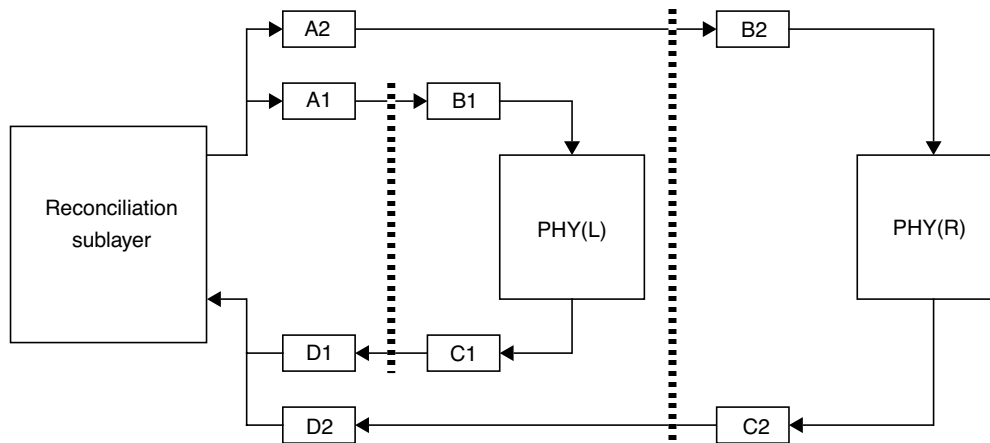 A2
B2
A1
B1
Reconciliation
sublayer
PHY(L)
PHY(R)
D1
C1
D2
C2